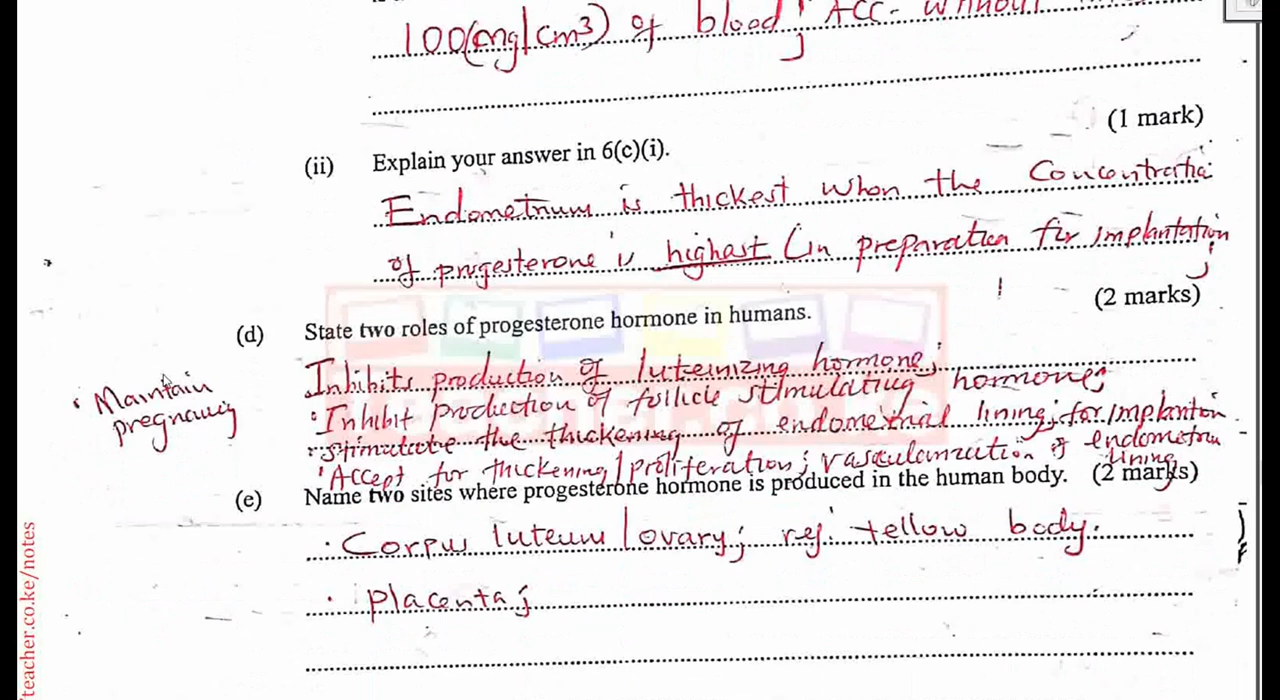 100(mg/cm3) of blood; Acc- without
(1 mark)
(ii) Explain your answer in 6(c)(i).
Endometrium is thickest when the Concentratio
of progesterone is highest (in preparation for implantation;
(2 marks)
(d) State two roles of progesterone hormone in humans.
Inhibits production of luteinizing hormone;
• Maintain pregnancy
• Inhibit production of follicle stimulating hormone;
• stimulate the thickening of endometrial lining; for implantion
• Accept for thickening/proliferation; vascularization of endometria
lining
(e) Name two sites where progesterone hormone is produced in the human body. (2 marks)
• Corpus luteum/ovary; rej: Yellow body.
• placenta;
teacher.co.ke/notes